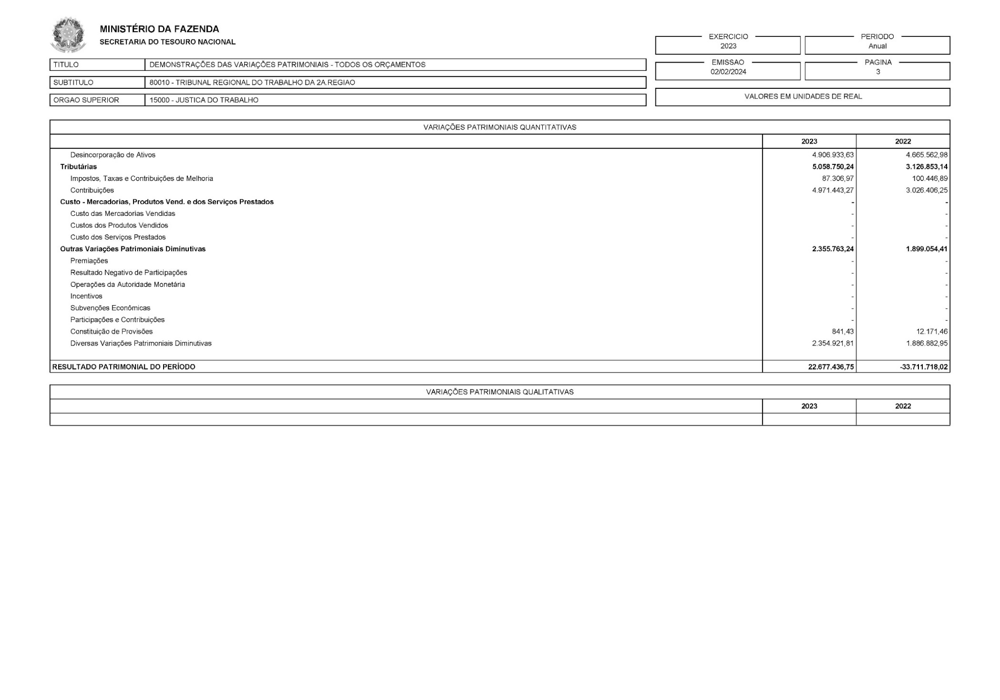 MINISTÉRIO DA FAZENDA
SECRETARIA DO TESOURO NACIONAL
EXERCICIO
2023
PERIODO
Anual
TITULO DEMONSTRAÇÕES DAS VARIAÇÕES PATRIMONIAIS - TODOS OS ORÇAMENTOS
EMISSAO
02/02/2024
PAGINA
3
SUBTITULO 80010 - TRIBUNAL REGIONAL DO TRABALHO DA 2A.REGIAO
ORGAO SUPERIOR 15000 - JUSTICA DO TRABALHO
VALORES EM UNIDADES DE REAL
VARIAÇÕES PATRIMONIAIS QUANTITATIVAS
2023 2022
Desincorporação de Ativos 4.906.933,63 4.665.562,98
Tributárias 5.058.750,24 3.126.853,14
Impostos, Taxas e Contribuições de Melhoria 87.306,97 100.446,89
Contribuições 4.971.443,27 3.026.406,25
Custo - Mercadorias, Produtos Vend. e dos Serviços Prestados - -
Custo das Mercadorias Vendidas - -
Custos dos Produtos Vendidos - -
Custo dos Serviços Prestados - -
Outras Variações Patrimoniais Diminutivas 2.355.763,24 1.899.054,41
Premiações - -
Resultado Negativo de Participações - -
Operações da Autoridade Monetária - -
Incentivos - -
Subvenções Econômicas - -
Participações e Contribuições - -
Constituição de Provisões 841,43 12.171,46
Diversas Variações Patrimoniais Diminutivas 2.354.921,81 1.886.882,95
RESULTADO PATRIMONIAL DO PERÍODO 22.677.436,75 -33.711.718,02
VARIAÇÕES PATRIMONIAIS QUALITATIVAS
2023 2022